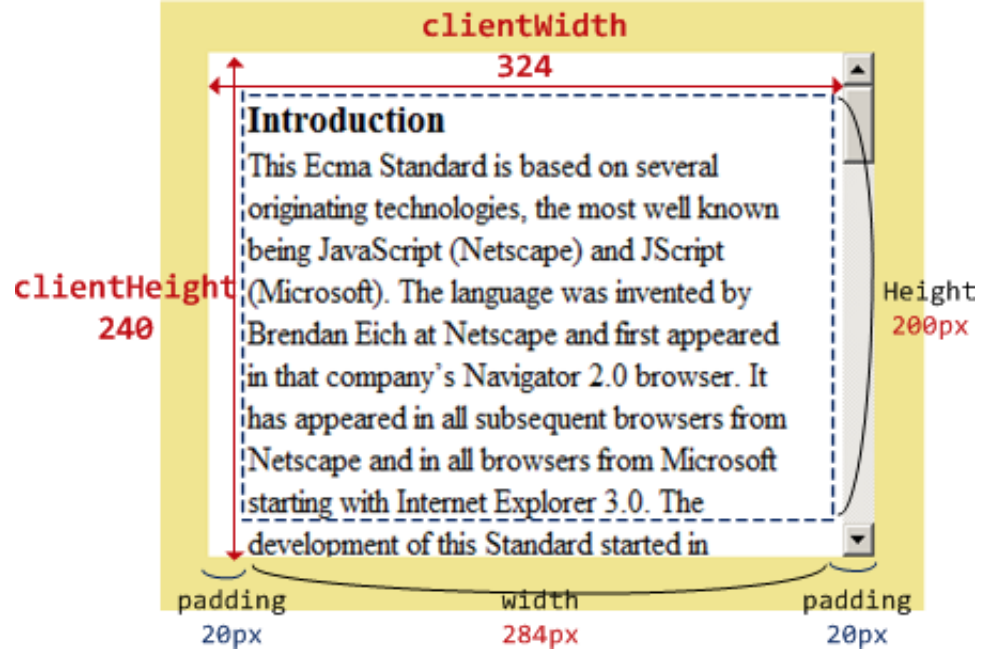 clientWidth
324
Introduction
This Ecma Standard is based on several
originating technologies, the most well known
being JavaScript (Netscape) and JScript
(Microsoft). The language was invented by
Brendan Eich at Netscape and first appeared
in that company’s Navigator 2.0 browser. It
has appeared in all subsequent browsers from
Netscape and in all browsers from Microsoft
starting with Internet Explorer 3.0. The
development of this Standard started in
clientHeight
240
Height
200px
padding
20px
width
284px
padding
20px